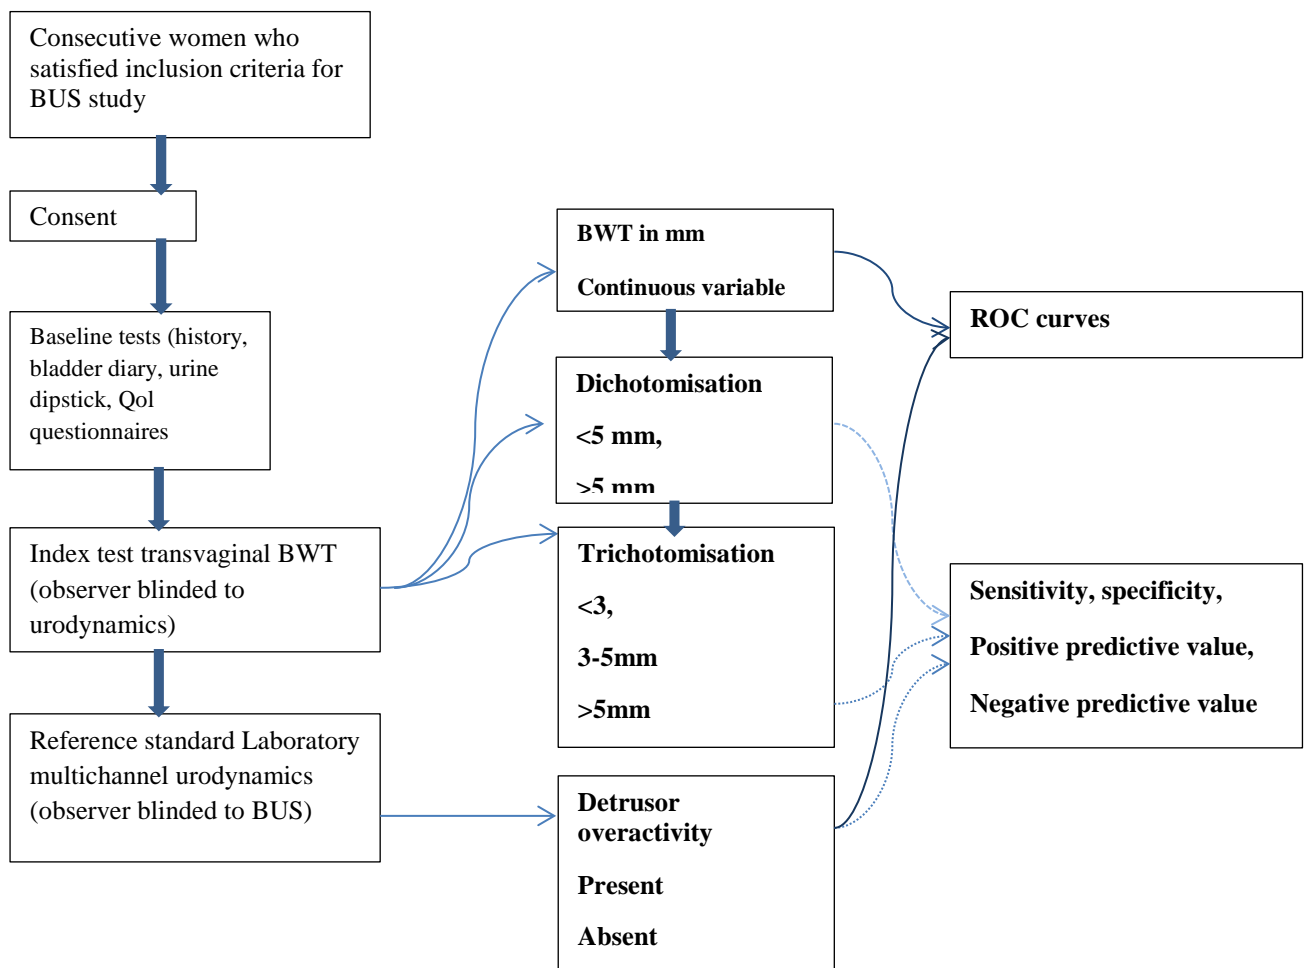 Consecutive women who
satisfied inclusion criteria for
BUS study
Consent
Baseline tests (history,
bladder diary, urine
dipstick, Qol
questionnaires
Index test transvaginal BWT
(observer blinded to
urodynamics)
Reference standard Laboratory
multichannel urodynamics
(observer blinded to BUS)
BWT in mm
Continuous variable
Dichotomisation
<5 mm,
>5 mm
Trichotomisation
<3,
3-5mm
>5mm
Detrusor
overactivity
Present
Absent
ROC curves
Sensitivity, specificity,
Positive predictive value,
Negative predictive value